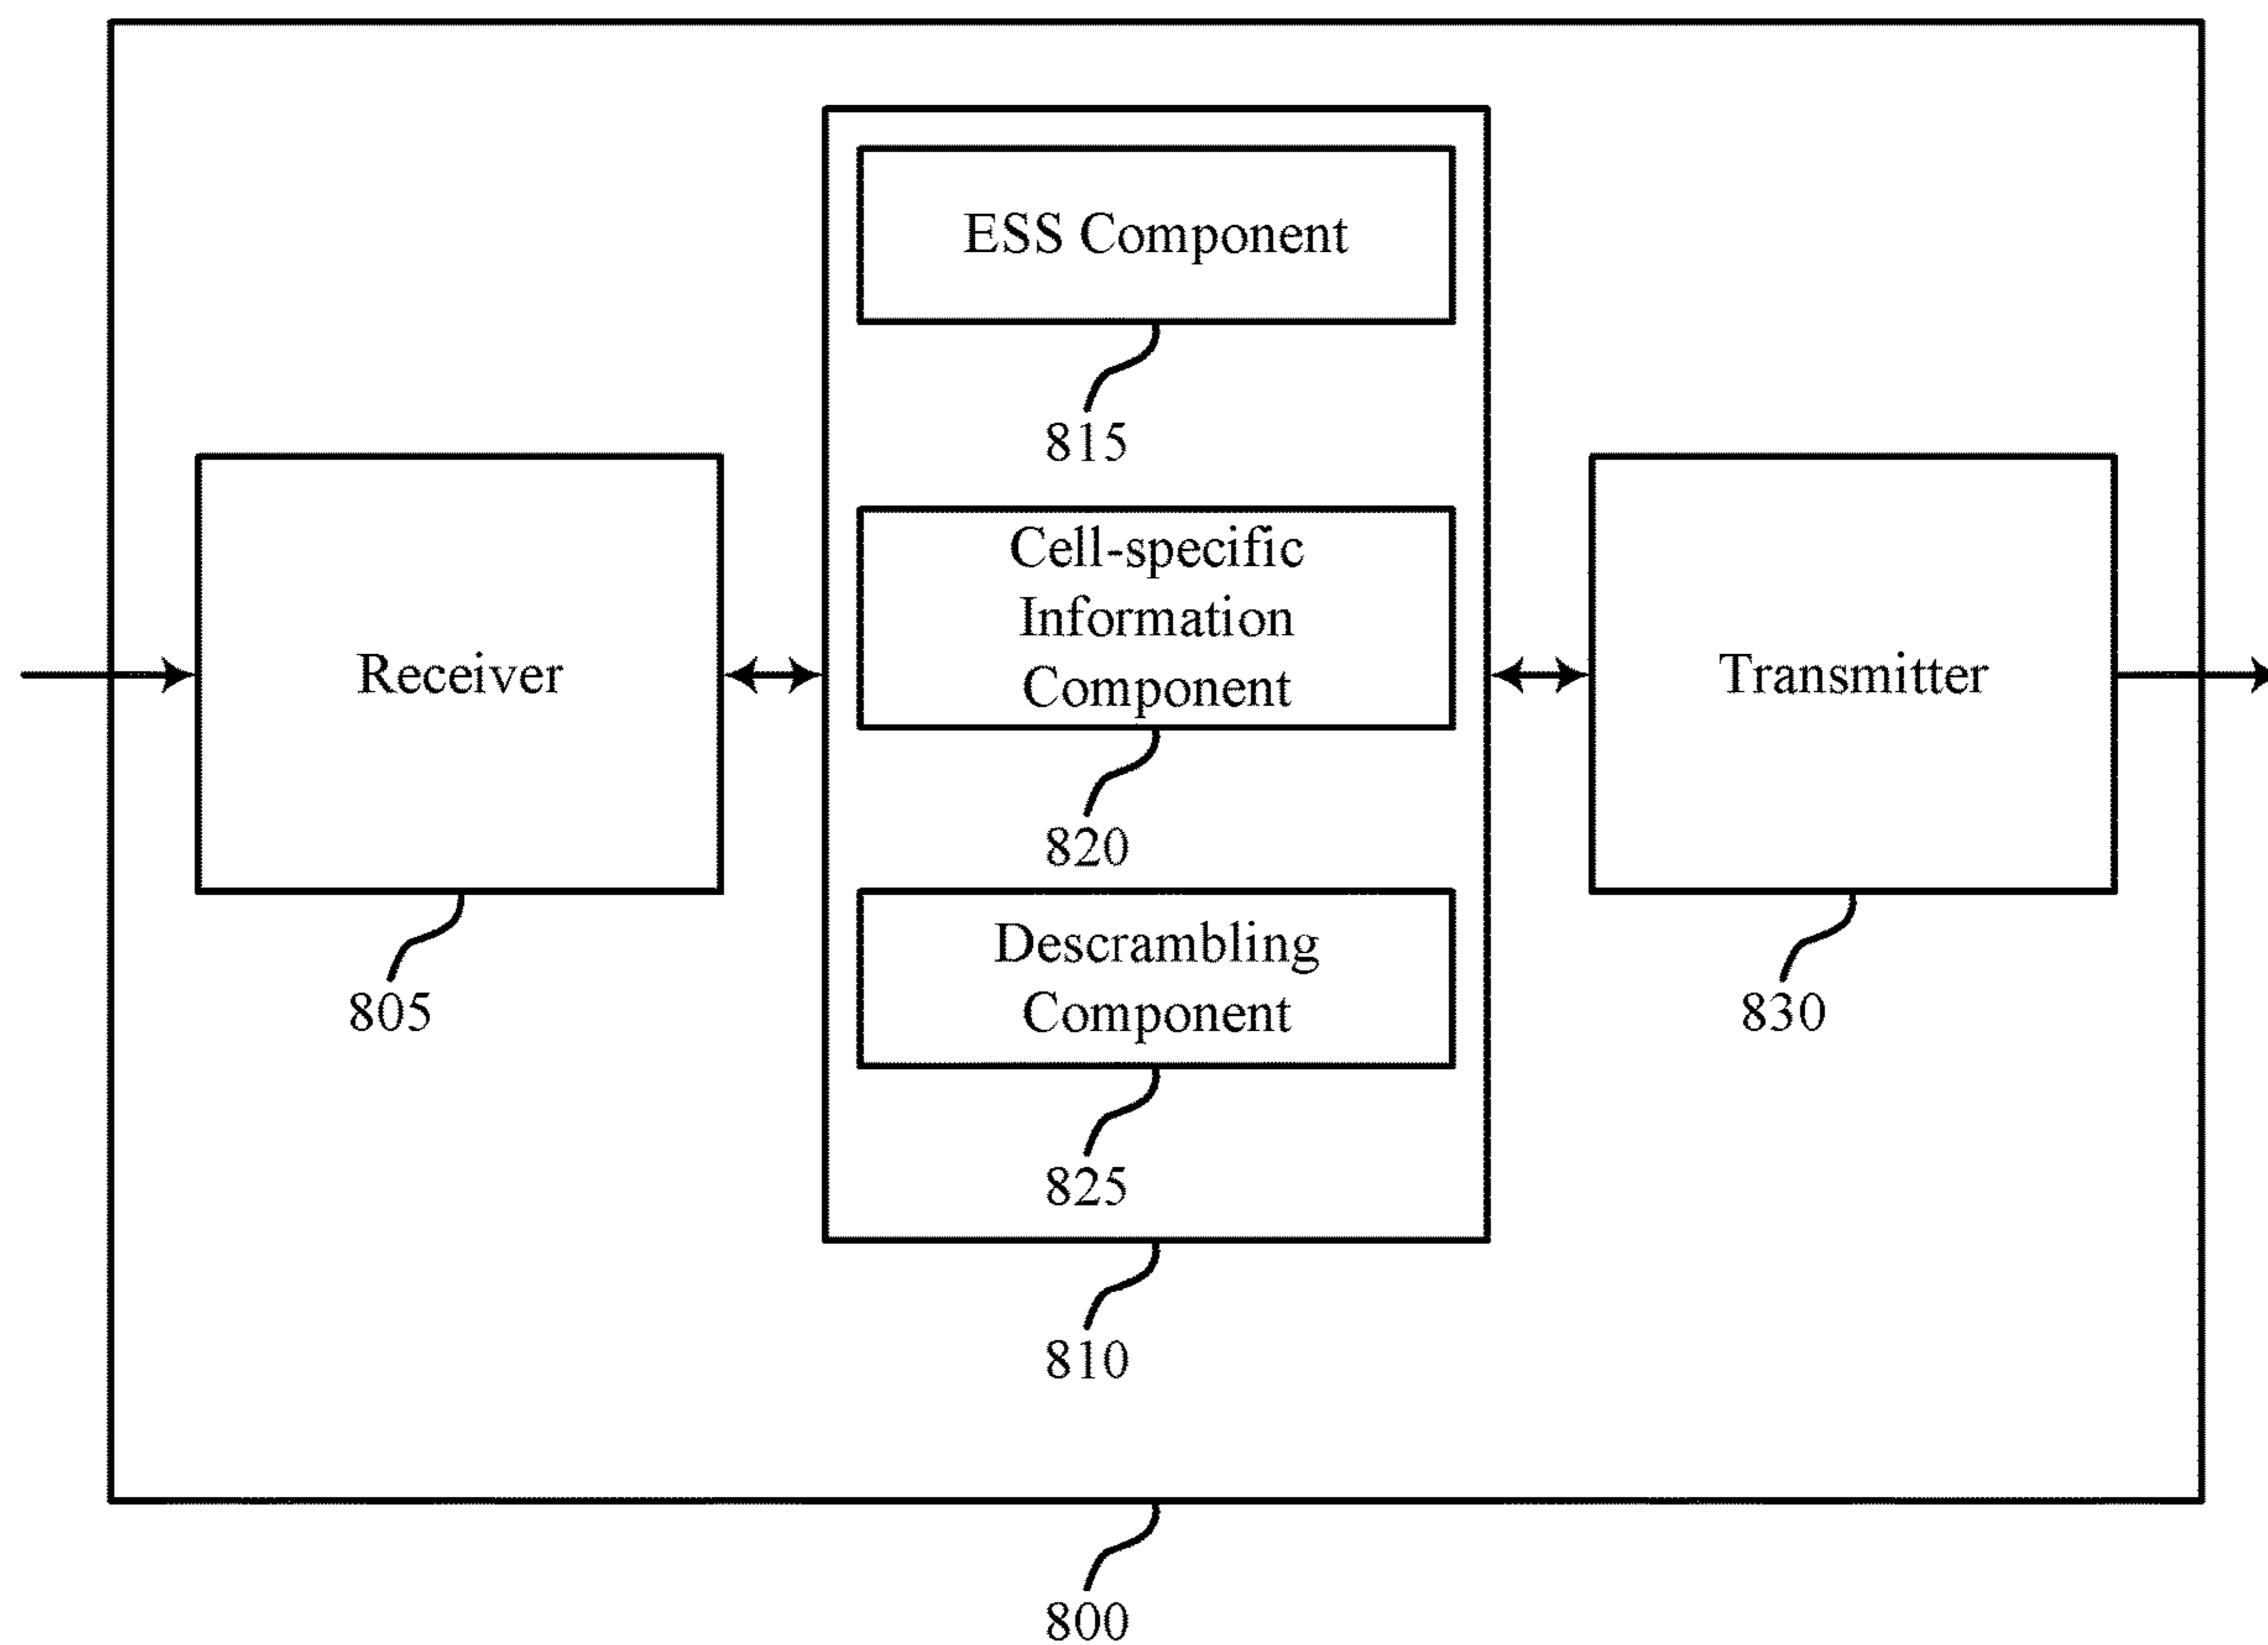 ESS Component
815
Receiver
805
Cell-specific
Information
Component
820
Descrambling
Component
825
810
Transmitter
830
800